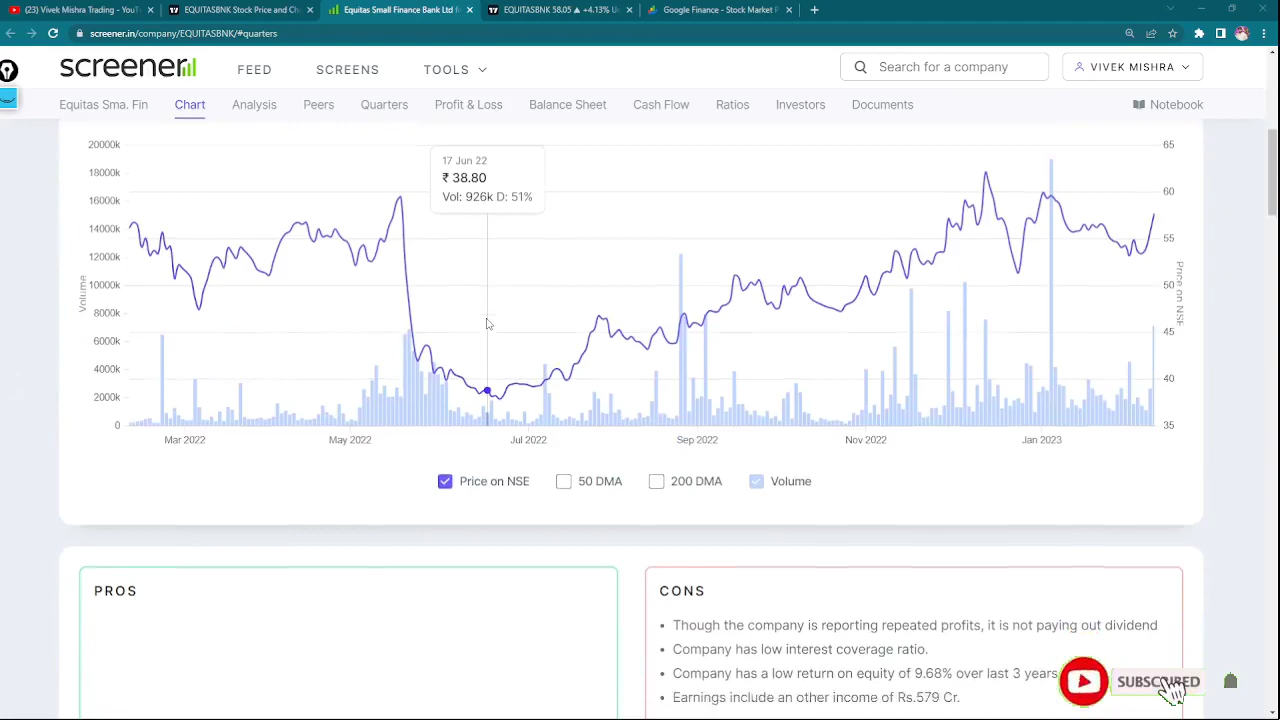 (23) Vivek Mishra Trading - YouT
EQUITASBNK Stock Price and Ch
Equitas Small Finance Bank Ltd f
EQUITASBNK 58.05 ▲ +4.13% U
Google Finance - Stock Market P
screener.in/company/EQUITASBNK/#quarters
screener
FEED
SCREENS
TOOLS
Search for a company
VIVEK MISHRA
Equitas Sma. Fin
Chart
Analysis
Peers
Quarters
Profit & Loss
Balance Sheet
Cash Flow
Ratios
Investors
Documents
Notebook
20000k
18000k
16000k
14000k
12000k
10000k
8000k
6000k
4000k
2000k
0
Volume
17 Jun 22
₹ 38.80
Vol: 926k D: 51%
65
60
55
50
45
40
35
Price on NSE
Mar 2022
May 2022
Jul 2022
Sep 2022
Nov 2022
Jan 2023
Price on NSE
50 DMA
200 DMA
Volume
PROS
CONS
Though the company is reporting repeated profits, it is not paying out dividend
Company has low interest coverage ratio.
Company has a low return on equity of 9.68% over last 3 years
Earnings include an other income of Rs.579 Cr.
SUBSCRIBED